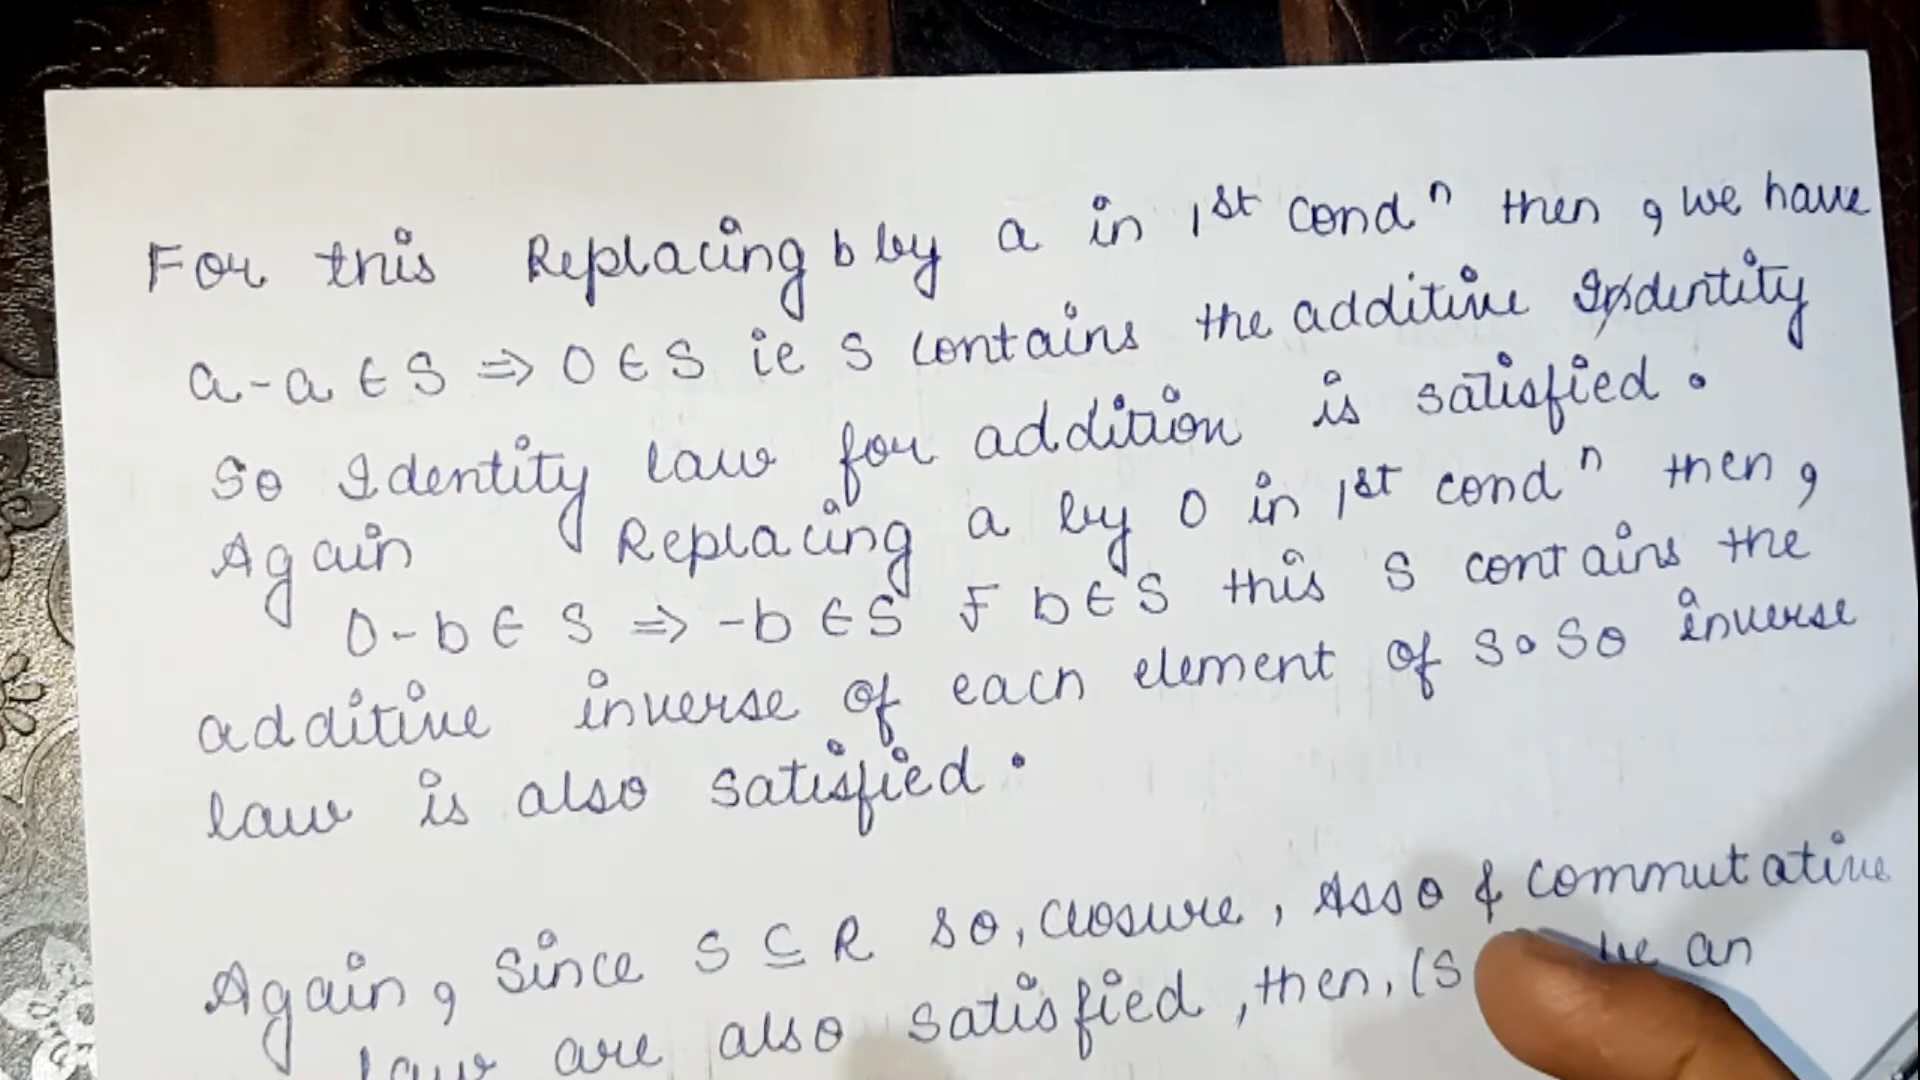 For this Replacing b by a in 1st condⁿ then, we have
a-a ∈ S ⇒ 0 ∈ S ie S contains the additive Identity
So Identity law for addition is satisfied.
Again Replacing a by 0 in 1st condⁿ then,
0-b ∈ S ⇒ -b ∈ S ∀ b ∈ S this S contains the
additive inverse of each element of S. So inverse
law is also satisfied.
Again, Since S ⊆ R so, closure, Asso & commutative
law are also satisfied, then, (S an